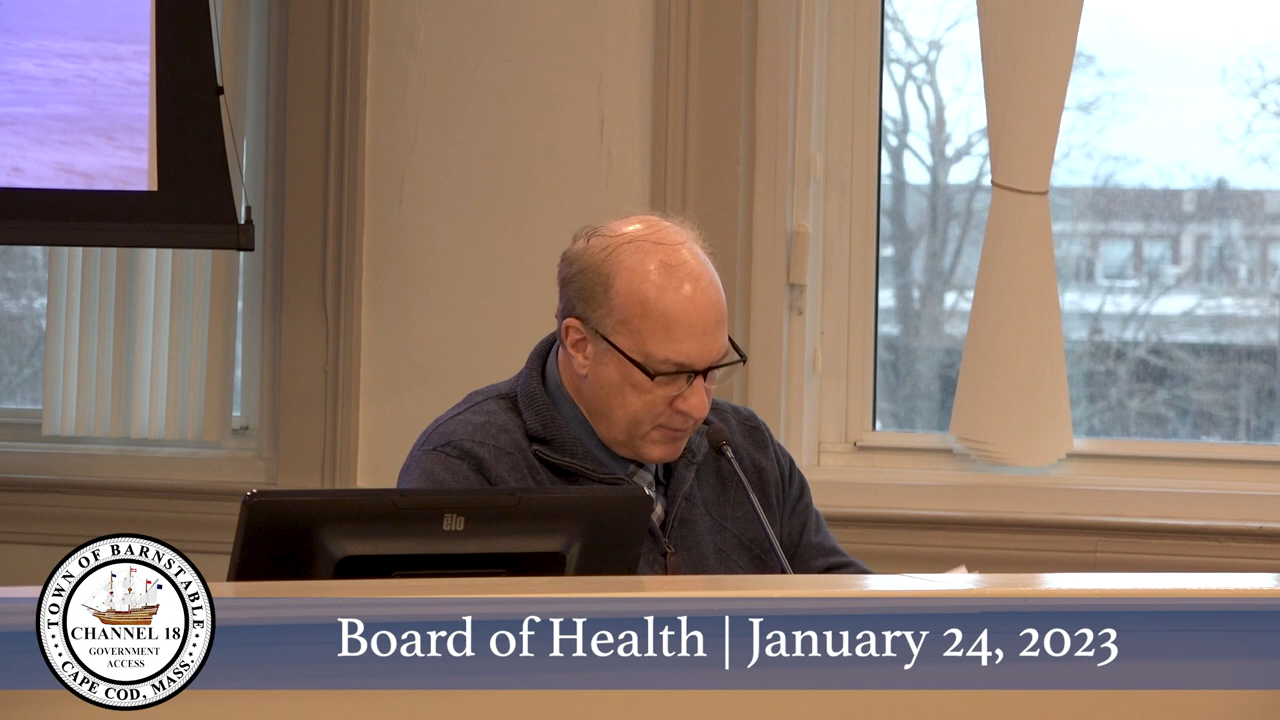 elo
TOWN OF BARNSTABLE
CHANNEL 18
GOVERNMENT
ACCESS
CAPE COD, MASS.
Board of Health | January 24, 2023